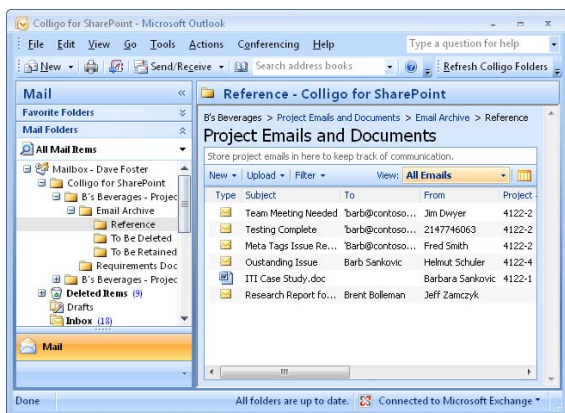 Colligo for SharePoint - Microsoft Outlook
File Edit View Go Tools Actions Conferencing Help Type a question for help
New Send/Receive Search address books Refresh Colligo Folders
Mail «
Favorite Folders
Mail Folders
All Mail Items
Mailbox - Dave Foster
Colligo for SharePoint
B's Beverages - Projec
Email Archive
Reference
To Be Deleted
To Be Retained
Requirements Doc
B's Beverages - Projec
Deleted Items (9)
Drafts
Inbox (18)
Mail
Reference - Colligo for SharePoint
B's Beverages > Project Emails and Documents > Email Archive > Reference
Project Emails and Documents
Store project emails in here to keep track of communication.
New Upload Filter View: All Emails
Type Subject To From Project
Team Meeting Needed 'barb@contoso... Jim Dwyer 4122-2
Testing Complete 'barb@contoso... 2147746063 4122-2
Meta Tags Issue Re... 'barb@contoso... Fred Smith 4122-2
Oustanding Issue Barb Sankovic Helmut Schuler 4122-4
ITI Case Study.doc Barbara Sankovic 4122-1
Research Report fo... Brent Bolleman Jeff Zamczyk
Done All folders are up to date. Connected to Microsoft Exchange